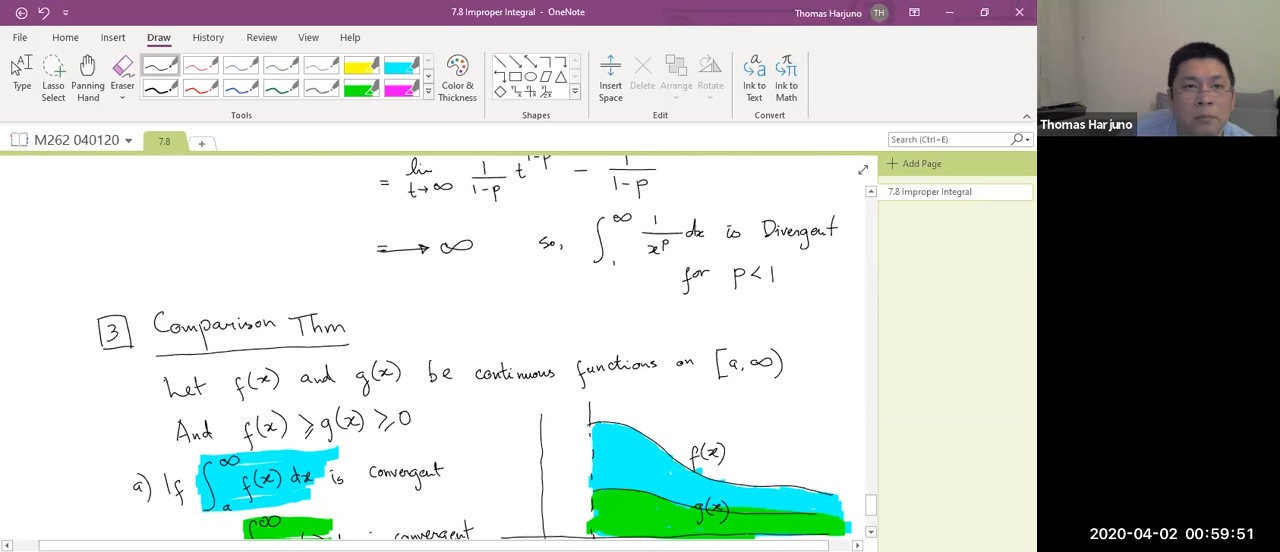 7.8 Improper Integral - OneNote
Thomas Harjuno TH
File Home Insert Draw History Review View Help
Type Lasso Select Panning Hand Eraser Color & Thickness Insert Space Delete Arrange Rotate Ink to Text Ink to Math
Tools Shapes Edit Convert
Thomas Harjuno
M262 040120 7.8 Search (Ctrl+E)
Add Page
7.8 Improper Integral
= lim t→∞ 1/(1-p) t^(1-p) - 1/(1-p)
→ ∞ so, ∫₁^∞ 1/x^p dx is Divergent
for p < 1
3 Comparison Thm
Let f(x) and g(x) be continuous functions on [a, ∞)
And f(x) ⩾ g(x) ⩾ 0
f(x)
a) If ∫ₐ^∞ f(x) dx is convergent
g(x)
∞ is convergent
2020-04-02 00:59:51